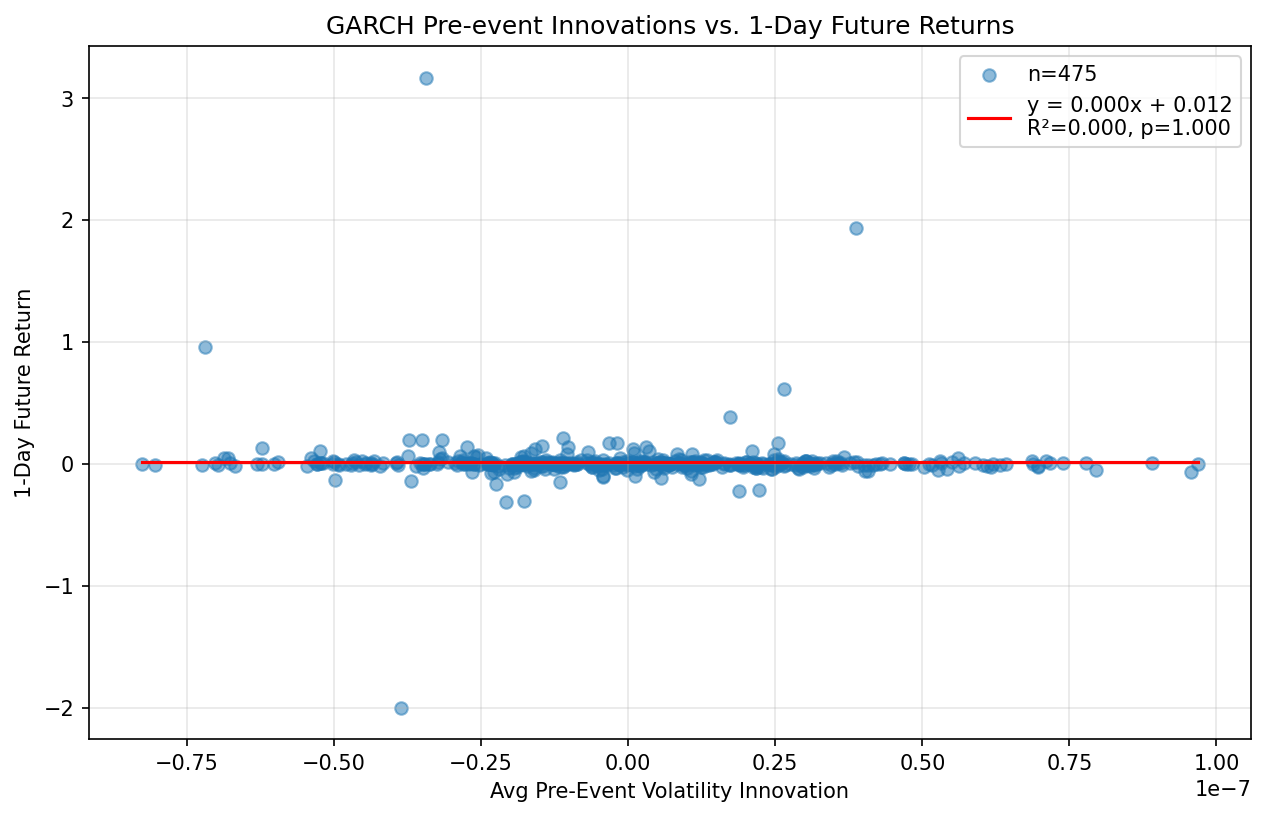 GARCH Pre-event Innovations vs. 1-Day Future Returns
n=475
y = 0.000x + 0.012
R²=0.000, p=1.000
1-Day Future Return
3
2
1
0
−1
−2
−0.75 −0.50 −0.25 0.00 0.25 0.50 0.75 1.00
1e−7
Avg Pre-Event Volatility Innovation